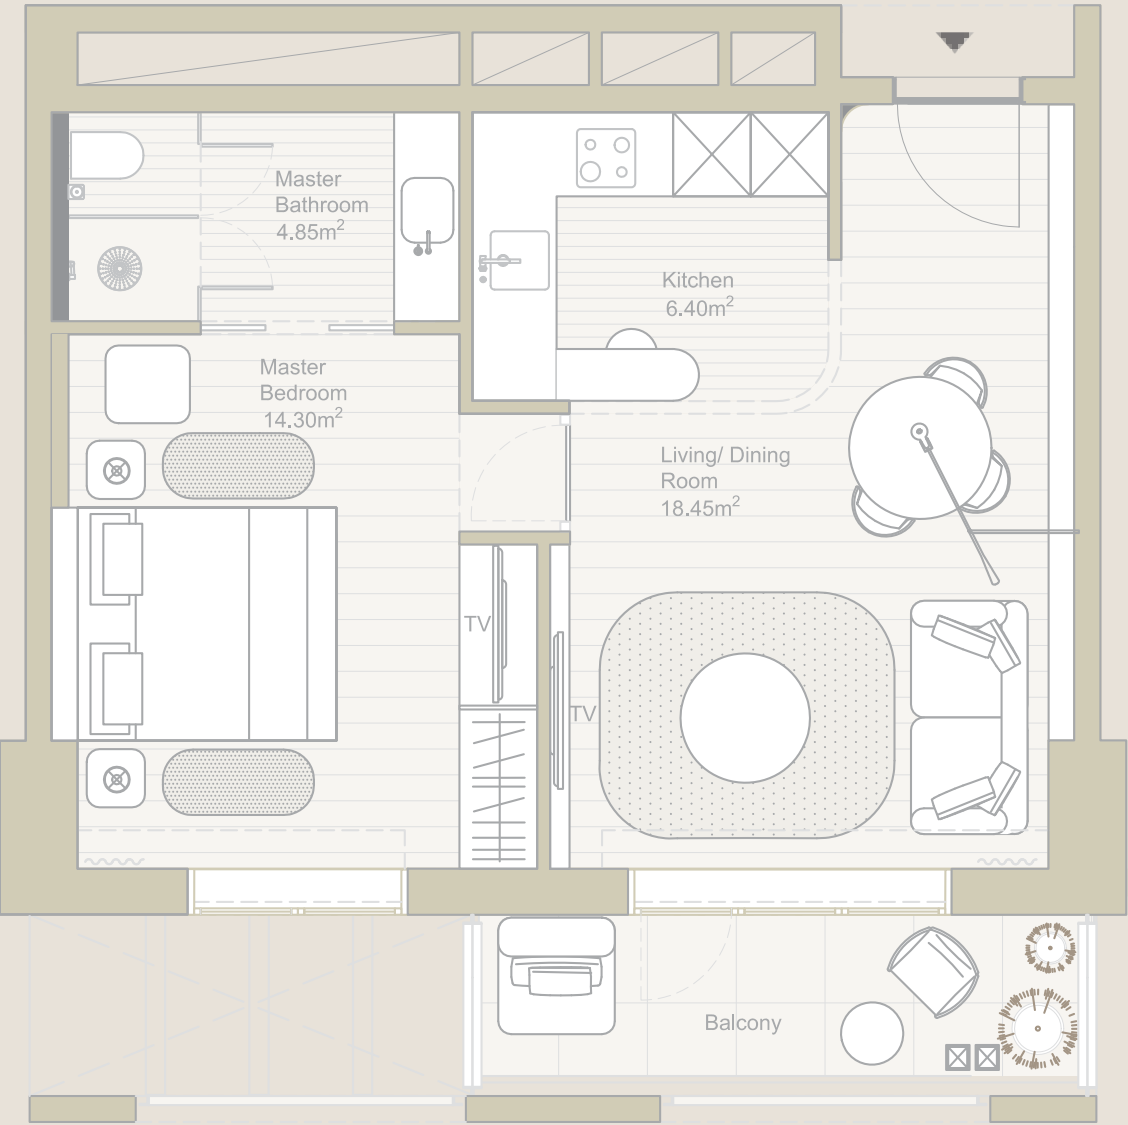 Master
Bathroom
4.85m²
Kitchen
6.40m²
Master
Bedroom
14.30m²
Living/ Dining
Room
18.45m²
TV
TV
Balcony